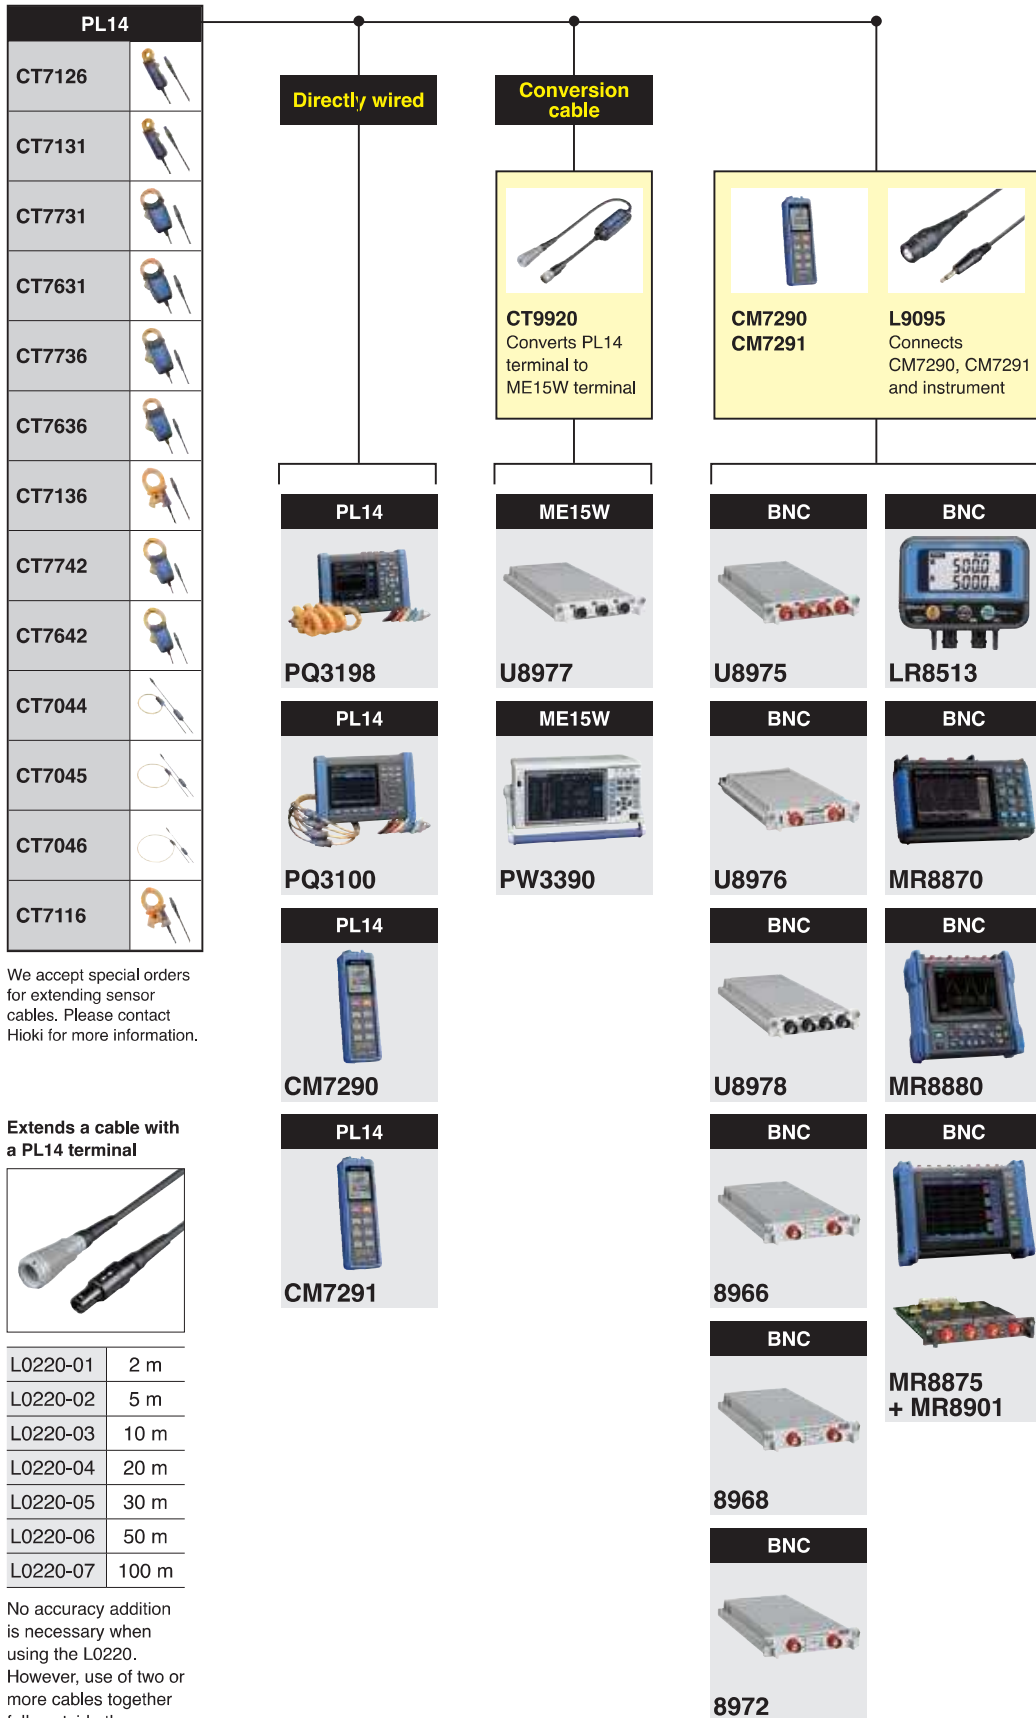 PL14
CT7126
CT7131
CT7731
CT7631
CT7736
CT7636
CT7136
CT7742
CT7642
CT7044
CT7045
CT7046
CT7116
We accept special orders
for extending sensor
cables. Please contact
Hioki for more information.
Extends a cable with
a PL14 terminal
L0220-01 2 m
L0220-02 5 m
L0220-03 10 m
L0220-04 20 m
L0220-05 30 m
L0220-06 50 m
L0220-07 100 m
No accuracy addition
is necessary when
using the L0220.
However, use of two or
more cables together
Directly wired
PL14
PQ3198
PL14
PQ3100
PL14
CM7290
PL14
CM7291
Conversion
cable
CT9920
Converts PL14
terminal to
ME15W terminal
ME15W
U8977
ME15W
PW3390
CM7290
CM7291
L9095
Connects
CM7290, CM7291
and instrument
BNC
U8975
BNC
U8976
BNC
U8978
BNC
8966
BNC
8968
BNC
8972
BNC
5000
5000
LR8513
BNC
MR8870
BNC
MR8880
BNC
MR8875
+ MR8901